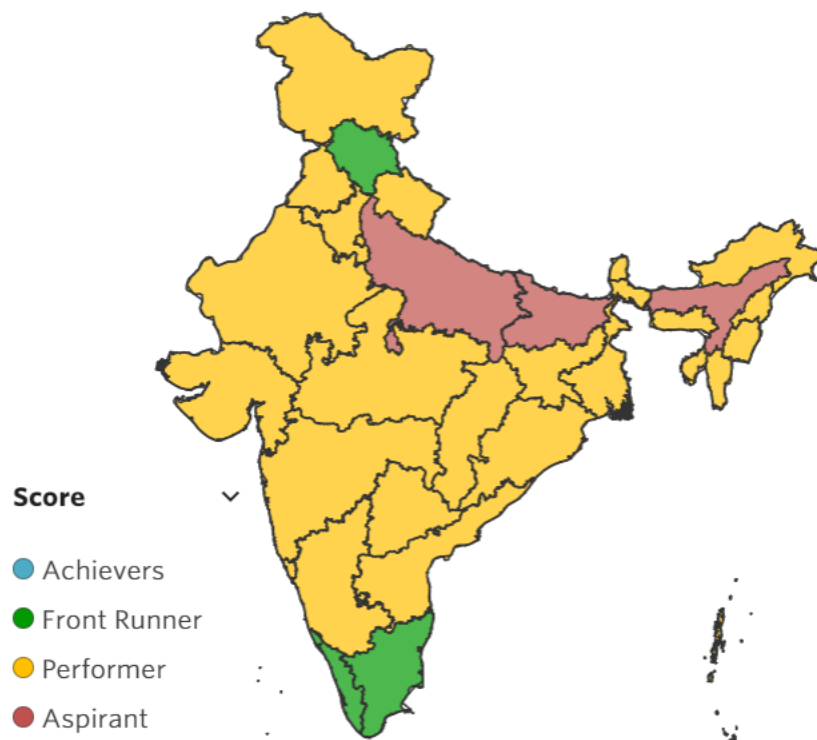 Score
Achievers
Front Runner
Performer
Aspirant